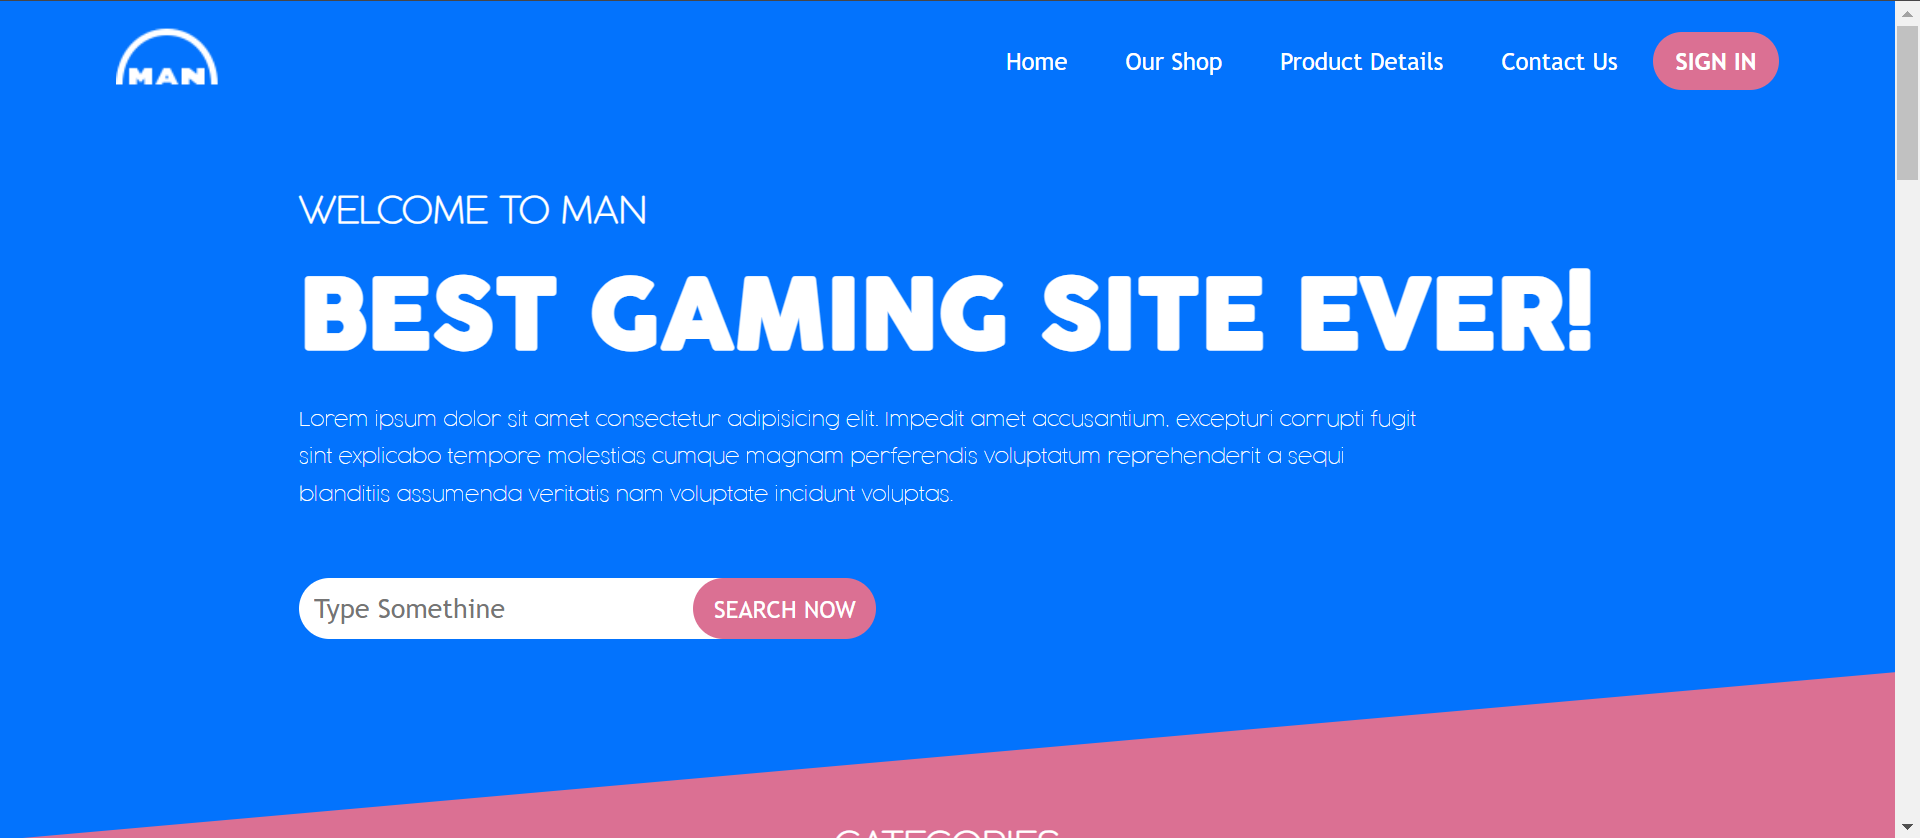 MAN
Home
Our Shop
Product Details
Contact Us
SIGN IN
WELCOME TO MAN
BEST GAMING SITE EVER!
Lorem ipsum dolor sit amet consectetur adipisicing elit. Impedit amet accusantium, excepturi corrupti fugit
sint explicabo tempore molestias cumque magnam perferendis voluptatum reprehenderit a sequi
blanditiis assumenda veritatis nam voluptate incidunt voluptas.
Type Somethine
SEARCH NOW
CATEGORIES